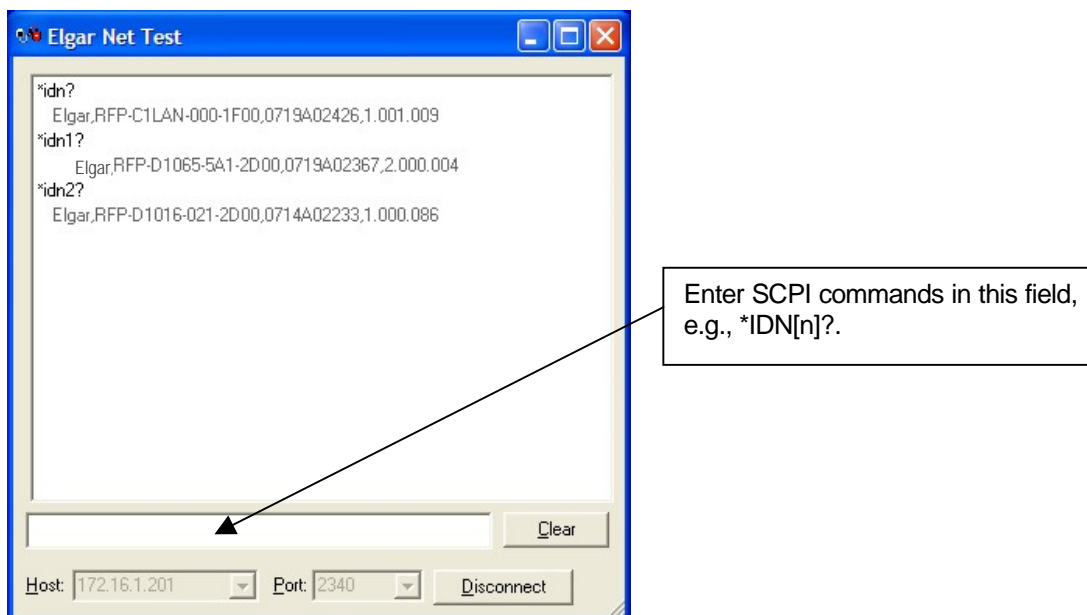 Elgar Net Test
*idn?
Elgar,RFP-C1LAN-000-1F00,0719A02426,1.001.009
*idn1?
Elgar,RFP-D1065-5A1-2D00,0719A02367,2.000.004
*idn2?
Elgar,RFP-D1016-021-2D00,0714A02233,1.000.086
Enter SCPI commands in this field,
e.g., *IDN[n]?.
Clear
Host: 172.16.1.201 Port: 2340 Disconnect